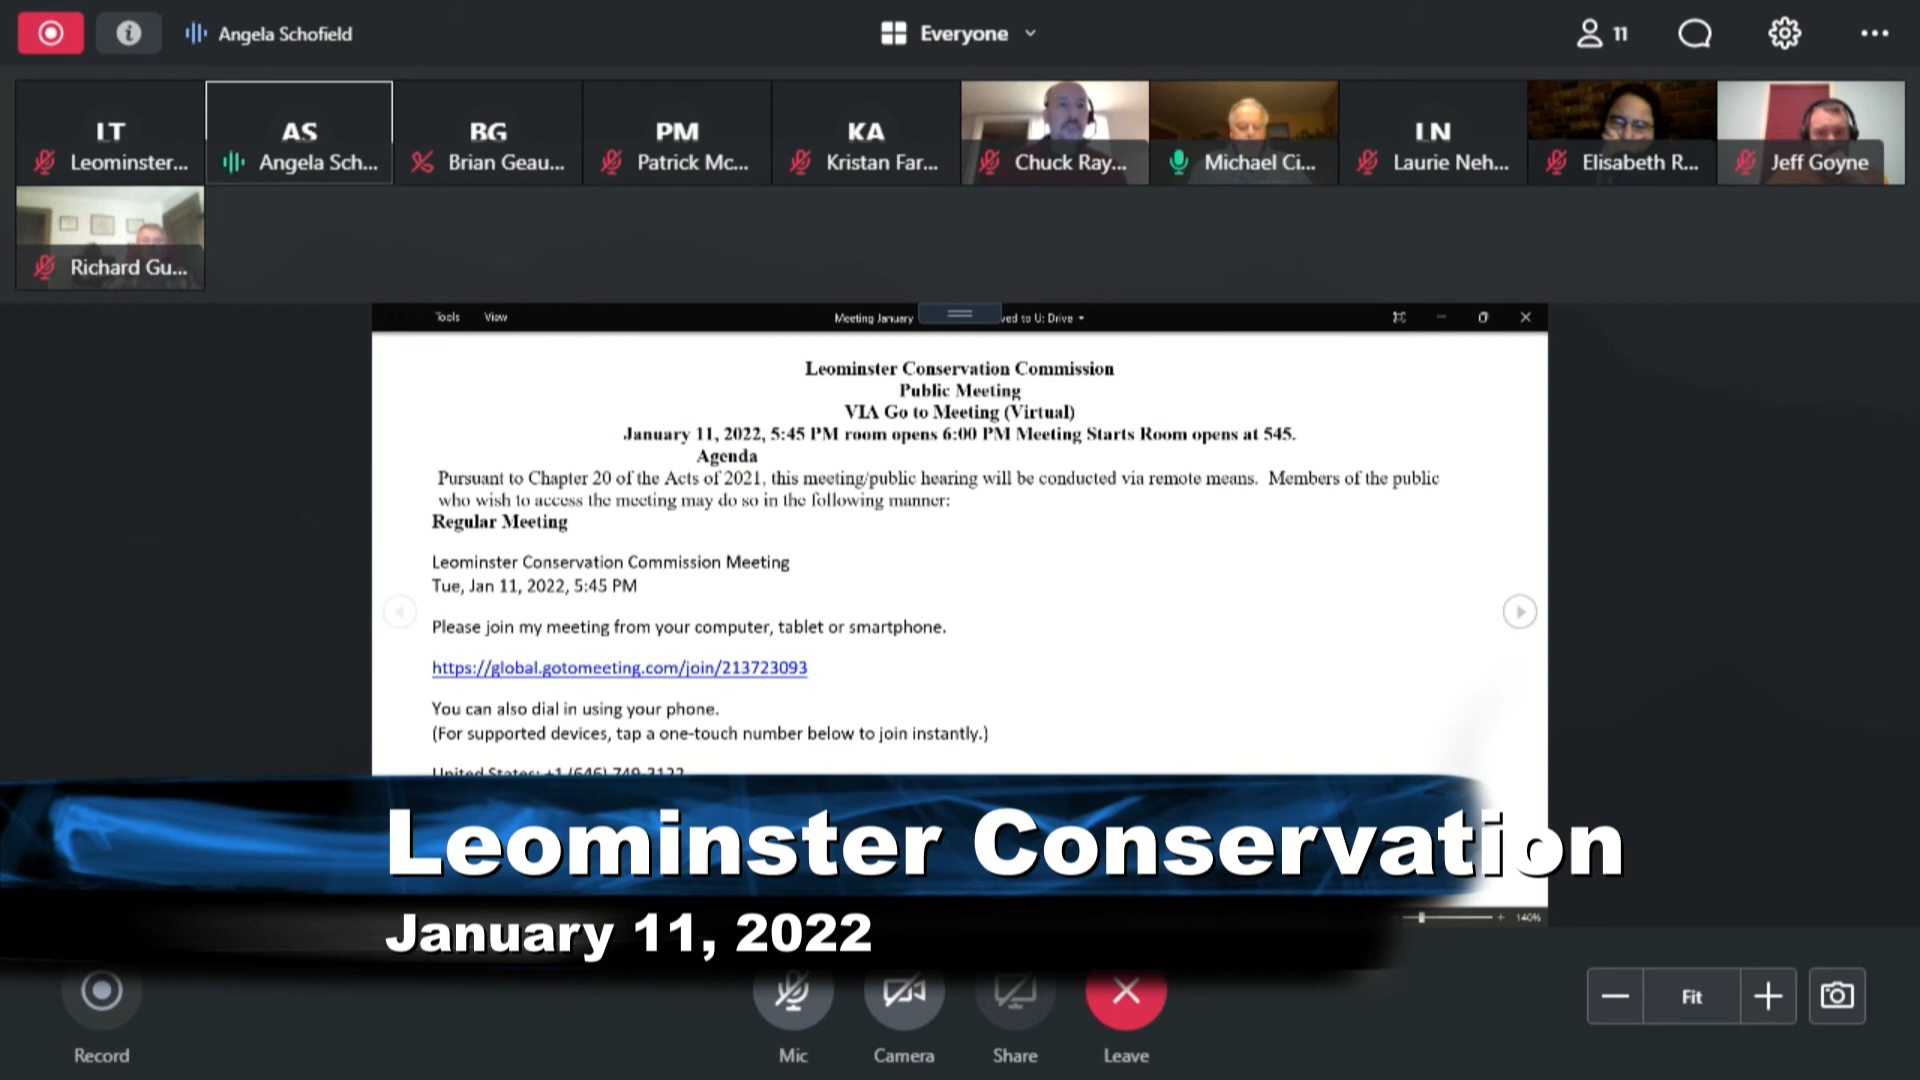 Angela Schofield
Everyone
11
LT
Leominster...
AS
Angela Sch...
BG
Brian Geau...
PM
Patrick Mc...
KA
Kristan Far...
Chuck Ray...
Michael Ci...
LN
Laurie Neh...
Elisabeth R...
Jeff Goyne
Richard Gu...
Tools View
Meeting January
ved to U: Drive
Leominster Conservation Commission
Public Meeting
VIA Go to Meeting (Virtual)
January 11, 2022, 5:45 PM room opens 6:00 PM Meeting Starts Room opens at 545.
Agenda
Pursuant to Chapter 20 of the Acts of 2021, this meeting/public hearing will be conducted via remote means. Members of the public
who wish to access the meeting may do so in the following manner:
Regular Meeting
Leominster Conservation Commission Meeting
Tue, Jan 11, 2022, 5:45 PM
Please join my meeting from your computer, tablet or smartphone.
https://global.gotomeeting.com/join/213723093
You can also dial in using your phone.
(For supported devices, tap a one-touch number below to join instantly.)
United States: +1 (646) 749-3122
Leominster Conservation
January 11, 2022
140%
Record
Mic
Camera
Share
Leave
Fit